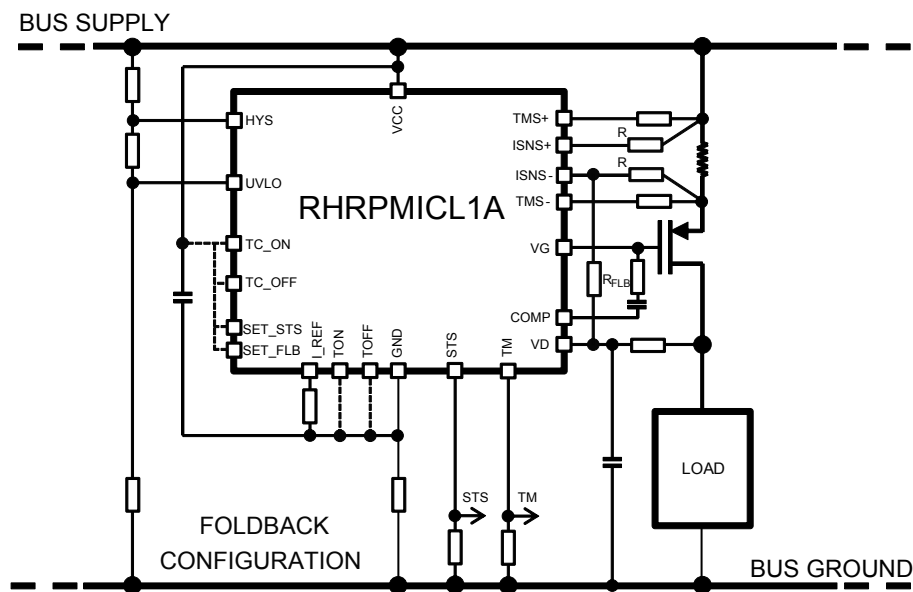 BUS SUPPLY
HYS
VCC
TMS+
ISNS+
R
ISNS-
R
UVLO
RHRPMICL1A
TMS-
TC_ON
VG
TC_OFF
RFLB
COMP
SET_STS
SET_FLB
I_REF
TON
TOFF
GND
STS
TM
VD
LOAD
STS
TM
FOLDBACK
CONFIGURATION
BUS GROUND